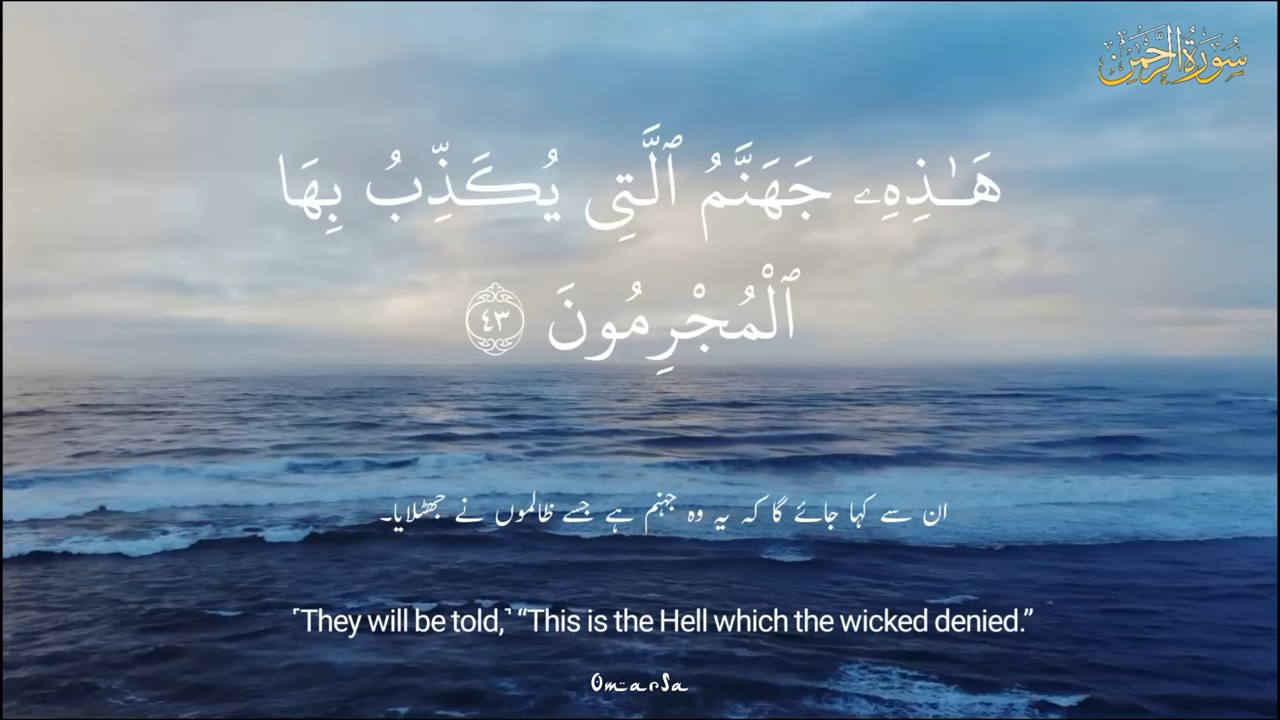 سُورَةُ الرَّحْمَٰن
هَـٰذِهِۦ جَهَنَّمُ ٱلَّتِى يُكَذِّبُ بِهَا
ٱلْمُجْرِمُونَ ٤٣
ان سے کہا جائے گا کہ یہ وہ جہنم ہے جسے ظالموں نے جھٹلایا۔
⸢They will be told,⸣ “This is the Hell which the wicked denied.”
OmarSa